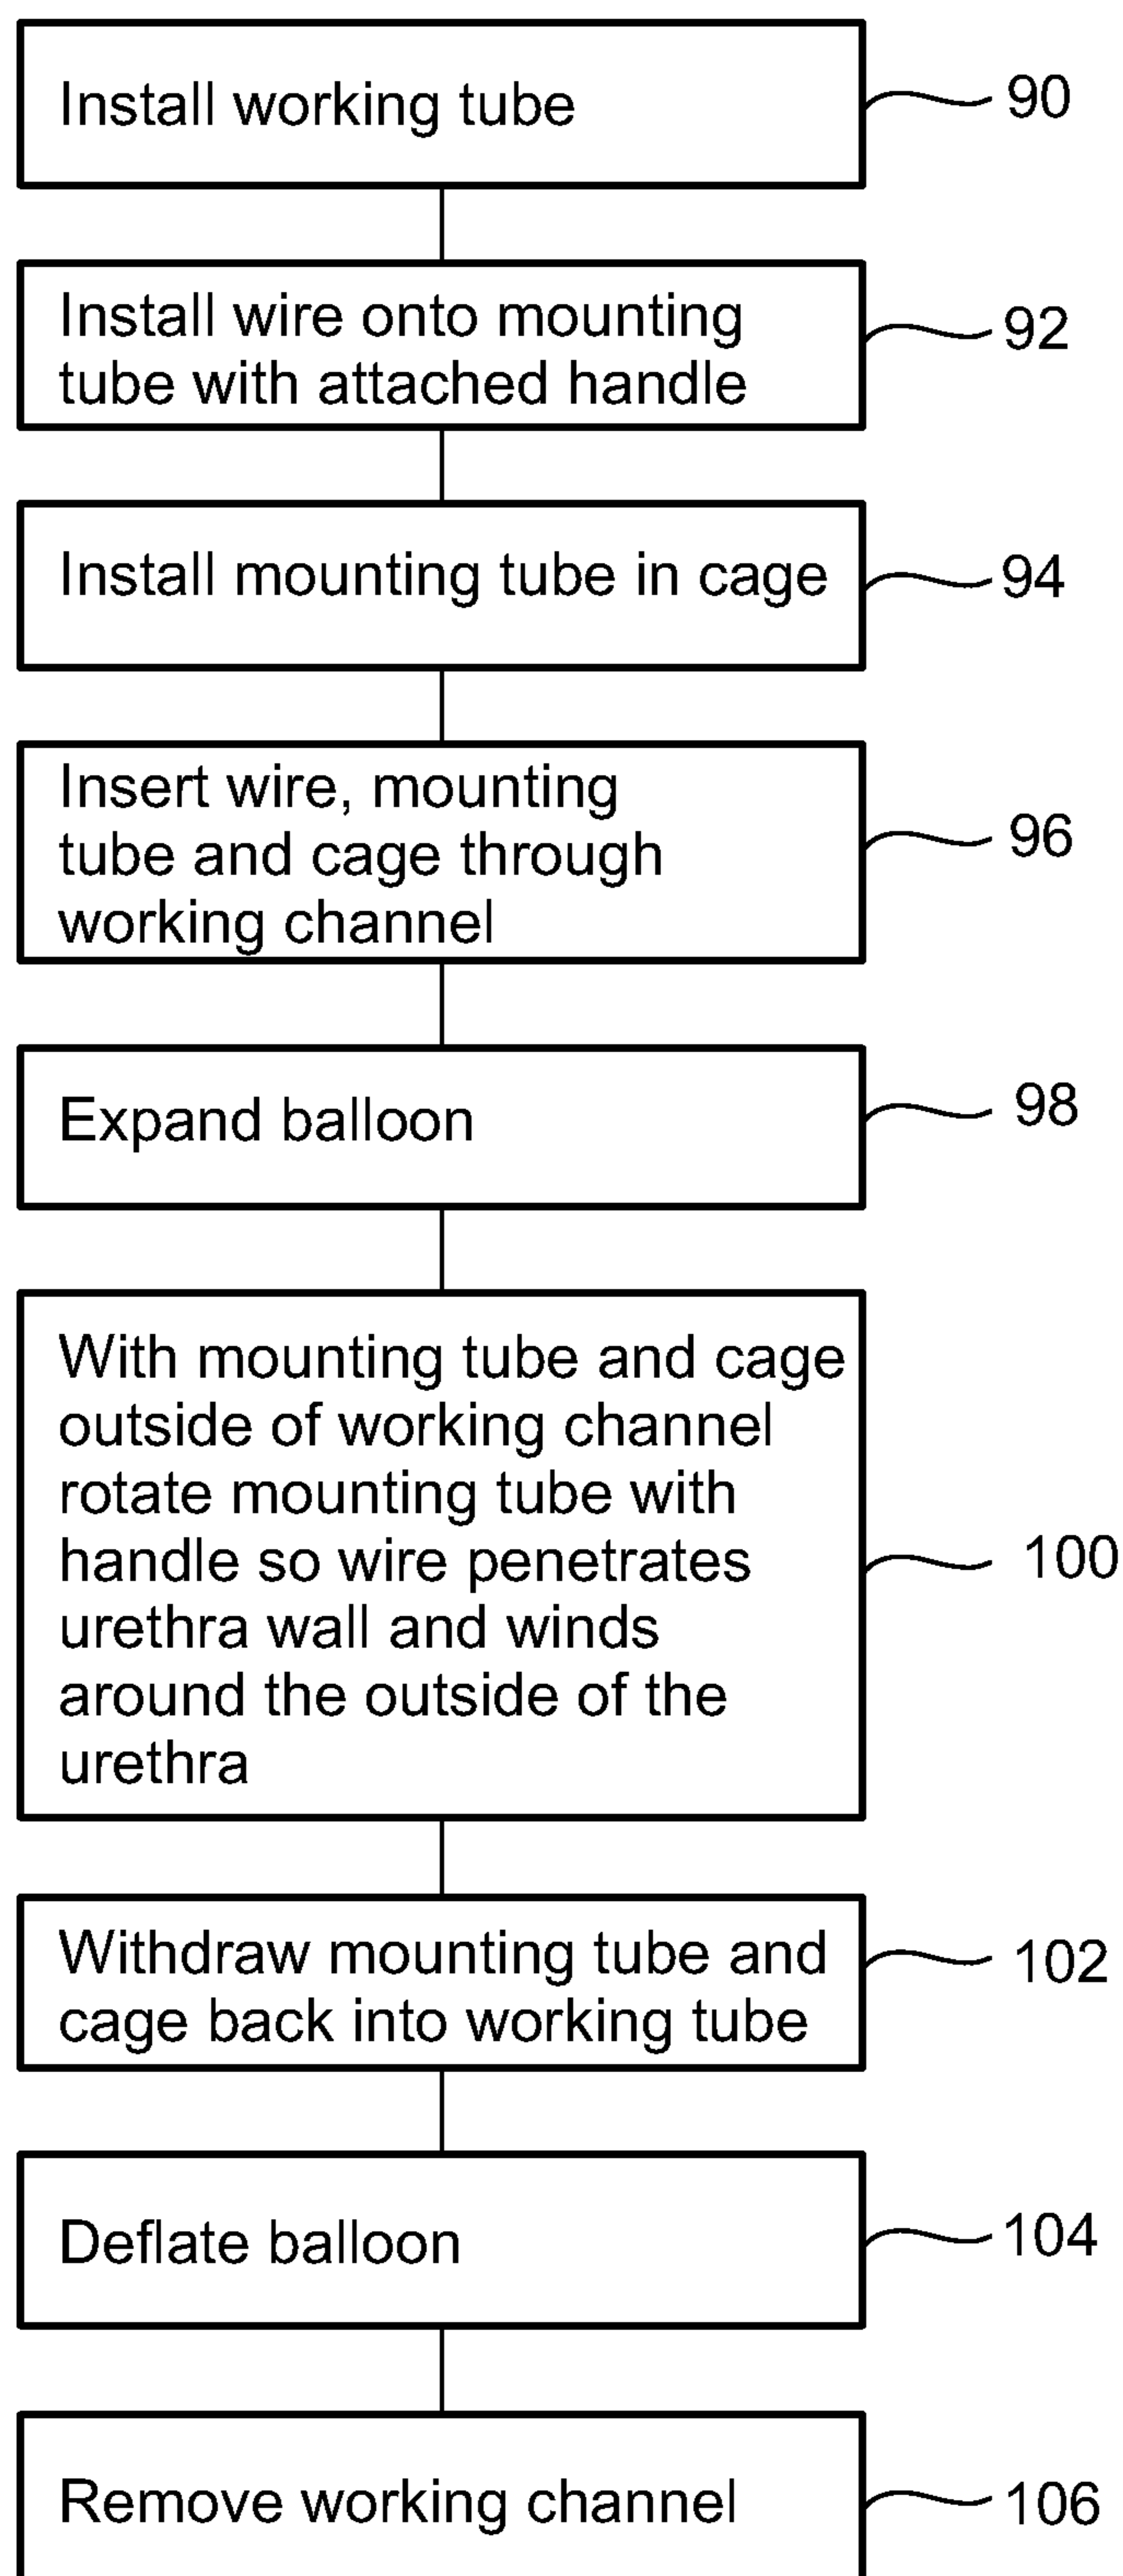 Install working tube
90
Install wire onto mounting
tube with attached handle
92
Install mounting tube in cage
94
Insert wire, mounting
tube and cage through
working channel
96
Expand balloon
98
With mounting tube and cage
outside of working channel
rotate mounting tube with
handle so wire penetrates
urethra wall and winds
around the outside of the
urethra
100
Withdraw mounting tube and
cage back into working tube
102
Deflate balloon
104
Remove working channel
106